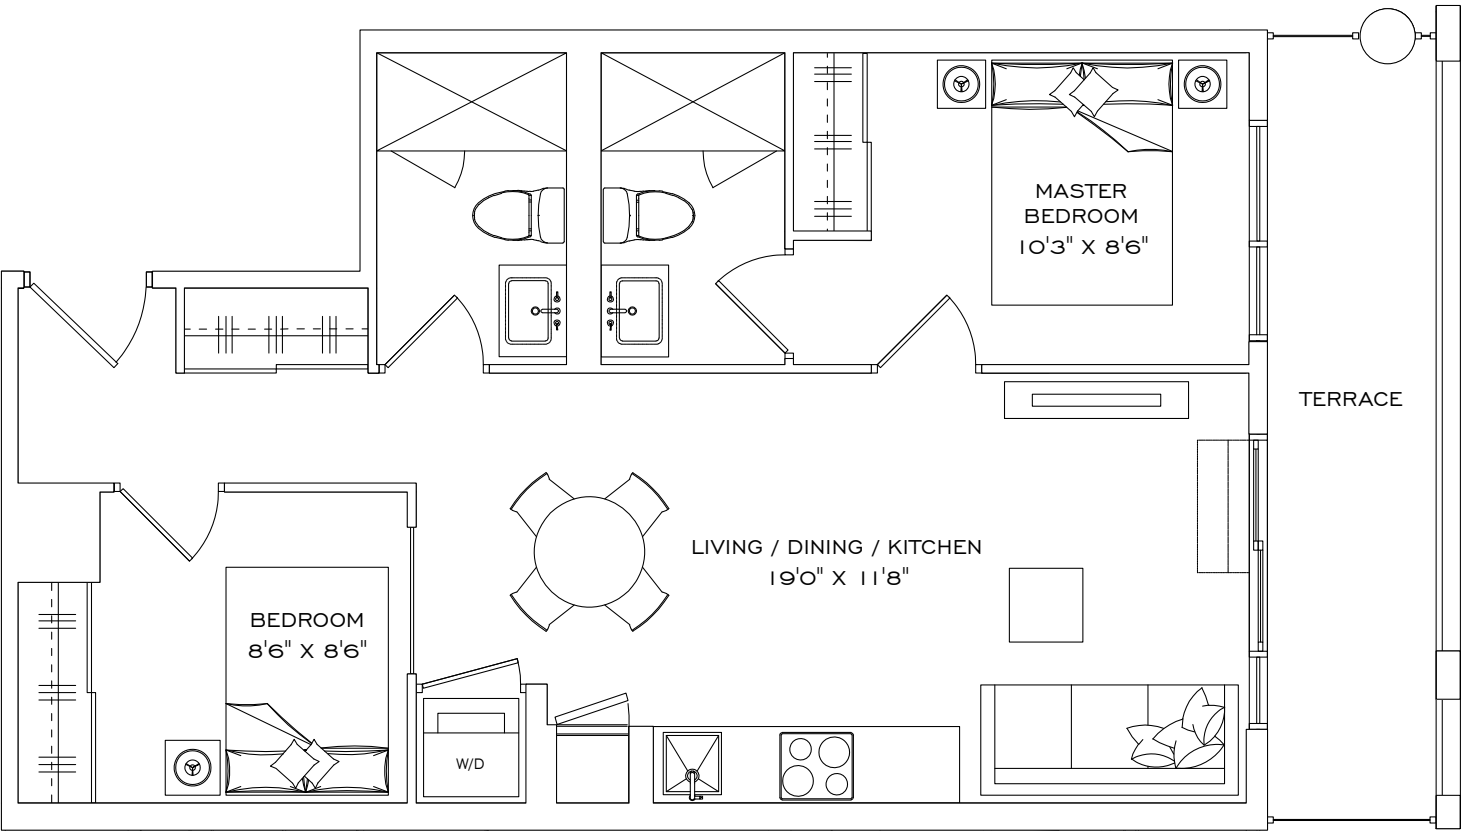 MASTER
BEDROOM
10'3" X 8'6"
TERRACE
LIVING / DINING / KITCHEN
19'0" X 11'8"
BEDROOM
8'6" X 8'6"
W/D